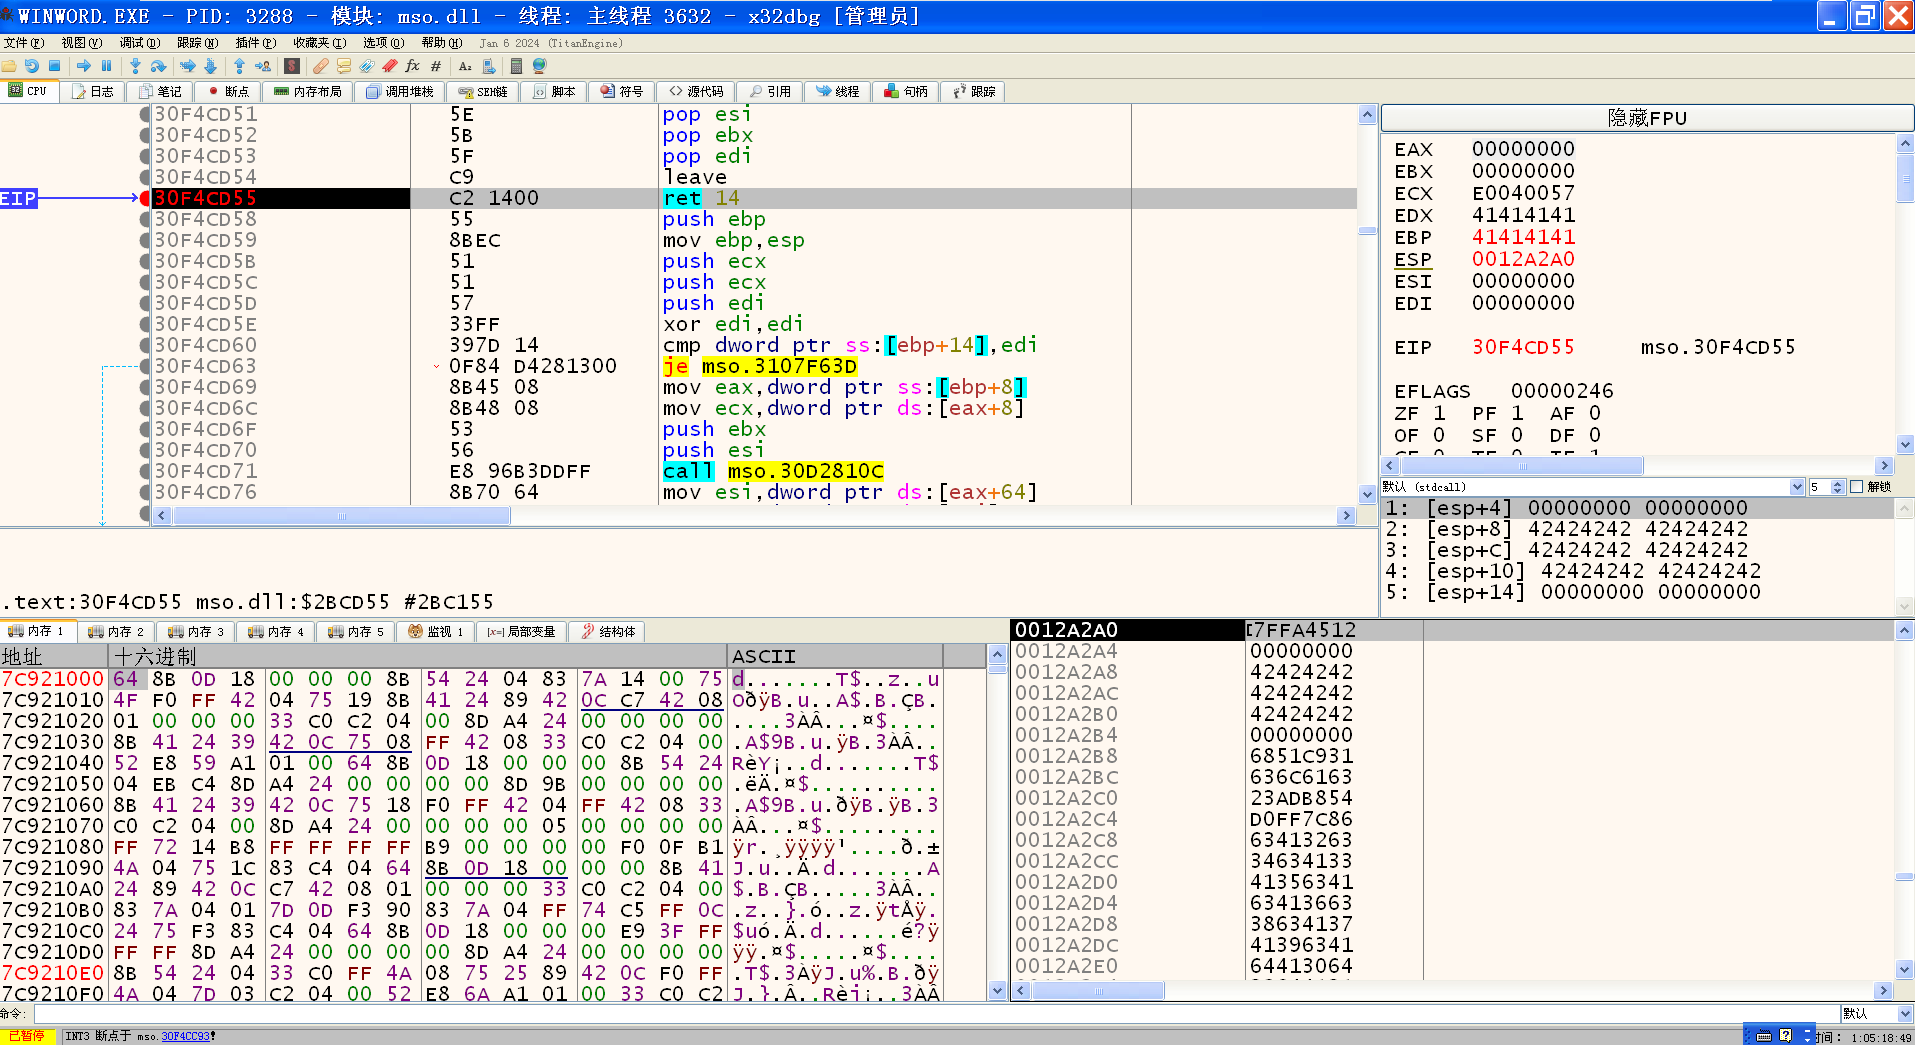 WINWORD.EXE - PID: 3288 - 模块: mso.dll - 线程: 主线程 3632 - x32dbg [管理员]
文件(F) 视图(V) 调试(D) 跟踪(N) 插件(P) 收藏夹(I) 选项(O) 帮助(H) Jan 6 2024 (TitanEngine)
CPU 日志 笔记 断点 内存布局 调用堆栈 SEH链 脚本 符号 源代码 引用 线程 句柄 跟踪
30F4CD51 5E pop esi
30F4CD52 5B pop ebx
30F4CD53 5F pop edi
30F4CD54 C9 leave
EIP 30F4CD55 C2 1400 ret 14
30F4CD58 55 push ebp
30F4CD59 8BEC mov ebp,esp
30F4CD5B 51 push ecx
30F4CD5C 51 push ecx
30F4CD5D 57 push edi
30F4CD5E 33FF xor edi,edi
30F4CD60 397D 14 cmp dword ptr ss:[ebp+14],edi
30F4CD63 0F84 D4281300 je mso.3107F63D
30F4CD69 8B45 08 mov eax,dword ptr ss:[ebp+8]
30F4CD6C 8B48 08 mov ecx,dword ptr ds:[eax+8]
30F4CD6F 53 push ebx
30F4CD70 56 push esi
30F4CD71 E8 96B3DDFF call mso.30D2810C
30F4CD76 8B70 64 mov esi,dword ptr ds:[eax+64]
隐藏FPU
EAX 00000000
EBX 00000000
ECX E0040057
EDX 41414141
EBP 41414141
ESP 0012A2A0
ESI 00000000
EDI 00000000
EIP 30F4CD55 mso.30F4CD55
EFLAGS 00000246
ZF 1 PF 1 AF 0
OF 0 SF 0 DF 0
默认 (stdcall) 5 解锁
1: [esp+4] 00000000 00000000
2: [esp+8] 42424242 42424242
3: [esp+C] 42424242 42424242
4: [esp+10] 42424242 42424242
5: [esp+14] 00000000 00000000
.text:30F4CD55 mso.dll:$2BCD55 #2BC155
内存 1 内存 2 内存 3 内存 4 内存 5 监视 1 [x=]局部变量 结构体
地址 十六进制 ASCII
7C921000 64 8B 0D 18 00 00 00 8B 54 24 04 83 7A 14 00 75 d.......T$..z..u
7C921010 4F F0 FF 42 04 75 19 8B 41 24 89 42 0C C7 42 08 OðÿB.u..A$.B.ÇB.
7C921020 01 00 00 00 33 C0 C2 04 00 8D A4 24 00 00 00 00 ....3ÀÂ...¤$....
7C921030 8B 41 24 39 42 0C 75 08 FF 42 08 33 C0 C2 04 00 .A$9B.u.ÿB.3ÀÂ..
7C921040 52 E8 59 A1 01 00 64 8B 0D 18 00 00 00 8B 54 24 RèY¡..d.......T$
7C921050 04 EB C4 8D A4 24 00 00 00 00 8D 9B 00 00 00 00 .ëÄ.¤$..........
7C921060 8B 41 24 39 42 0C 75 18 F0 FF 42 04 FF 42 08 33 .A$9B.u.ðÿB.ÿB.3
7C921070 C0 C2 04 00 8D A4 24 00 00 00 00 05 00 00 00 00 ÀÂ...¤$.........
7C921080 FF 72 14 B8 FF FF FF FF B9 00 00 00 00 F0 0F B1 ÿr.¸ÿÿÿÿ¹....ð.±
7C921090 4A 04 75 1C 83 C4 04 64 8B 0D 18 00 00 00 8B 41 J.u..Ä.d.......A
7C9210A0 24 89 42 0C C7 42 08 01 00 00 00 33 C0 C2 04 00 $.B.ÇB.....3ÀÂ..
7C9210B0 83 7A 04 01 7D 0D F3 90 83 7A 04 FF 74 C5 FF 0C .z..}.ó..z.ÿtÅÿ.
7C9210C0 24 75 F3 83 C4 04 64 8B 0D 18 00 00 00 E9 3F FF $uó.Ä.d......é?ÿ
7C9210D0 FF FF 8D A4 24 00 00 00 00 8D A4 24 00 00 00 00 ÿÿ.¤$.....¤$....
7C9210E0 8B 54 24 04 33 C0 FF 4A 08 75 25 89 42 0C F0 FF .T$.3ÀÿJ.u%.B.ðÿ
7C9210F0 4A 04 7D 03 C2 04 00 52 E8 6A A1 01 00 33 C0 C2 J.}.Â..Rèj¡..3ÀÂ
0012A2A0 [7FFA4512
0012A2A4 00000000
0012A2A8 42424242
0012A2AC 42424242
0012A2B0 42424242
0012A2B4 00000000
0012A2B8 6851C931
0012A2BC 636C6163
0012A2C0 23ADB854
0012A2C4 D0FF7C86
0012A2C8 63413263
0012A2CC 34634133
0012A2D0 41356341
0012A2D4 63413663
0012A2D8 38634137
0012A2DC 41396341
0012A2E0 64413064
命令: 默认
已暂停 INT3 断点于 mso.30F4CC93! 时间: 1:05:18:49